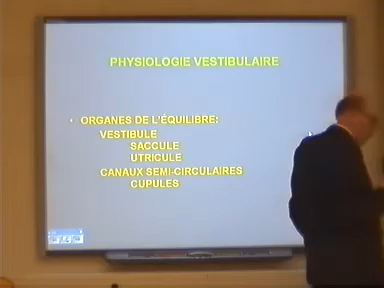 PHYSIOLOGIE VESTIBULAIRE
• ORGANES DE L'ÉQUILIBRE:
VESTIBULE
SACCULE
UTRICULE
CANAUX SEMI-CIRCULAIRES
CUPULES